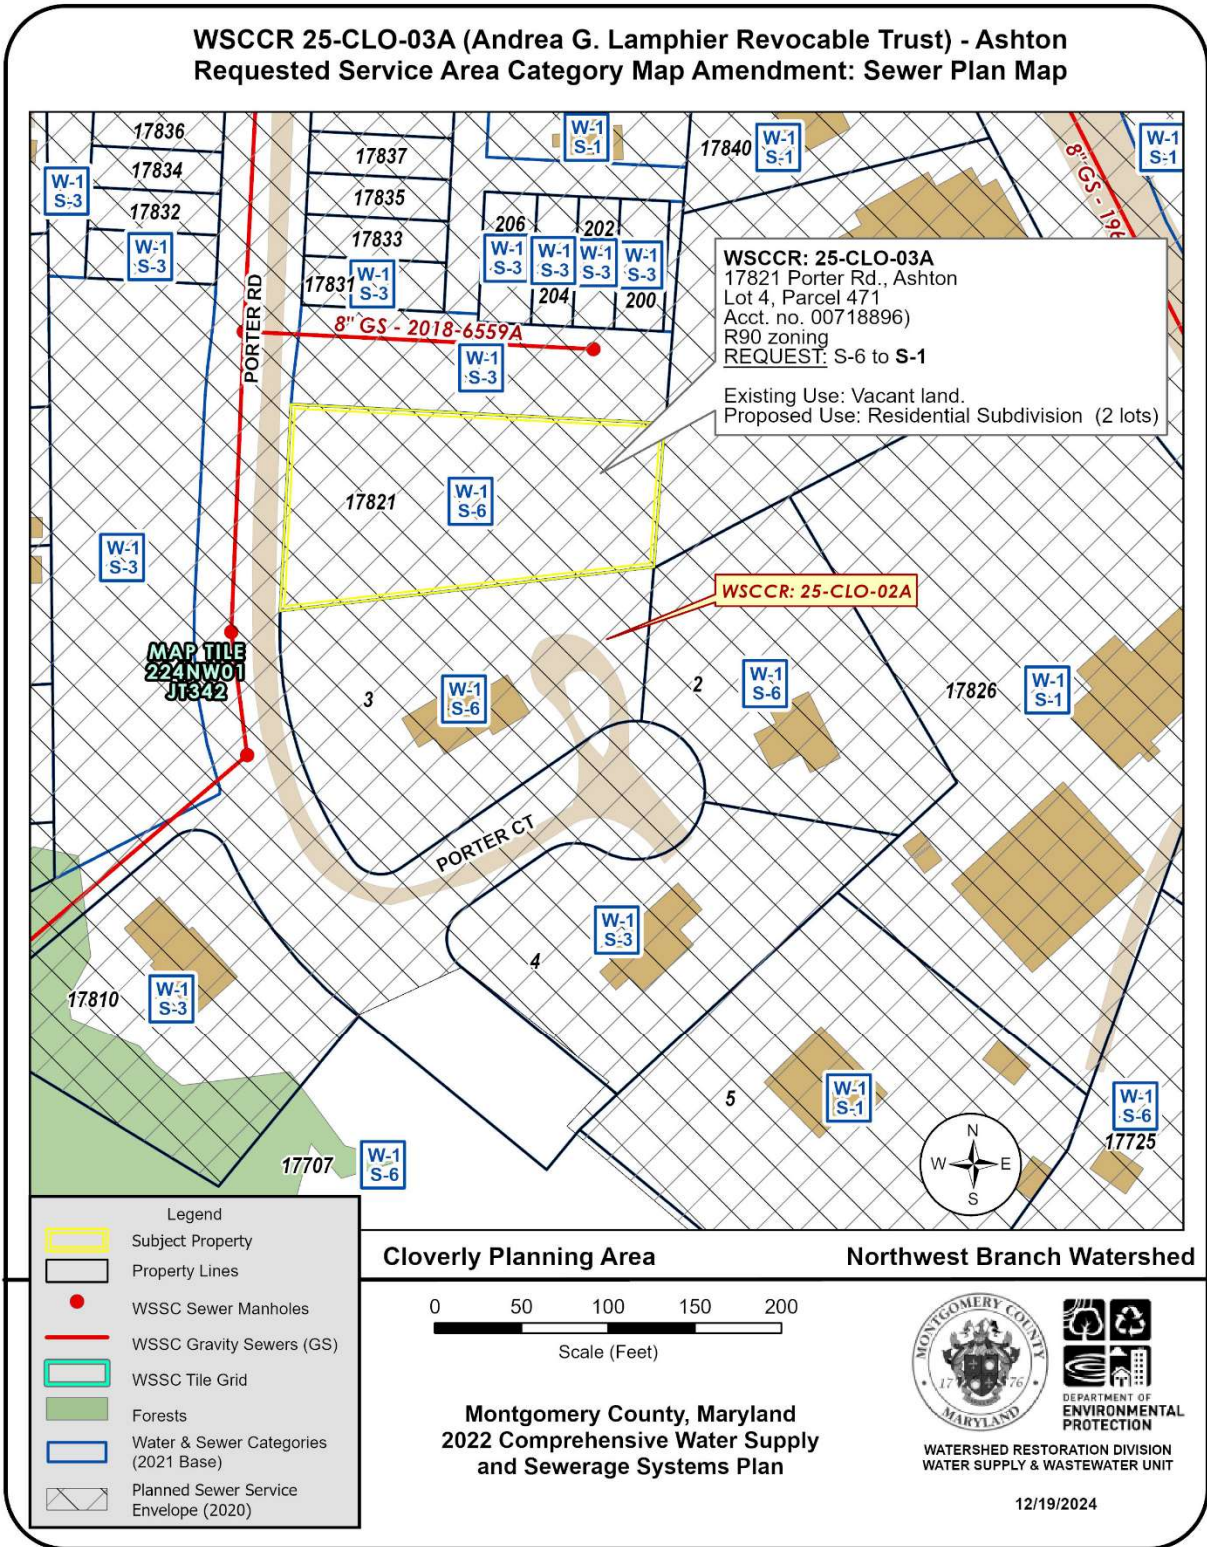 WSCCR 25-CLO-03A (Andrea G. Lamphier Revocable Trust) - Ashton
Requested Service Area Category Map Amendment: Sewer Plan Map
17836
17834
17832
W-1
S-3
W-1
S-3
17837
17835
17833
17831
W-1
S-3
W-1
S-1
17840
W-1
S-1
W-1
S-1
8" GS - 196
206
202
W-1
S-3
W-1
S-3
W-1
S-3
W-1
S-3
204
200
PORTER RD
8" GS - 2018-6559A
W-1
S-3
WSCCR: 25-CLO-03A
17821 Porter Rd., Ashton
Lot 4, Parcel 471
Acct. no. 00718896)
R90 zoning
REQUEST: S-6 to S-1
Existing Use: Vacant land.
Proposed Use: Residential Subdivision (2 lots)
17821
W-1
S-6
W-1
S-3
WSCCR: 25-CLO-02A
MAP TILE
224NW01
JT342
3
W-1
S-6
2
W-1
S-6
17826
W-1
S-1
PORTER CT
W-1
S-3
4
17810
W-1
S-3
5
W-1
S-1
W-1
S-6
17725
17707
W-1
S-6
N
W
E
S
Legend
Subject Property
Property Lines
WSSC Sewer Manholes
WSSC Gravity Sewers (GS)
WSSC Tile Grid
Forests
Water & Sewer Categories
(2021 Base)
Planned Sewer Service
Envelope (2020)
Cloverly Planning Area
Northwest Branch Watershed
0 50 100 150 200
Scale (Feet)
Montgomery County, Maryland
2022 Comprehensive Water Supply
and Sewerage Systems Plan
MONTGOMERY COUNTY
17 76
MARYLAND
DEPARTMENT OF
ENVIRONMENTAL
PROTECTION
WATERSHED RESTORATION DIVISION
WATER SUPPLY & WASTEWATER UNIT
12/19/2024